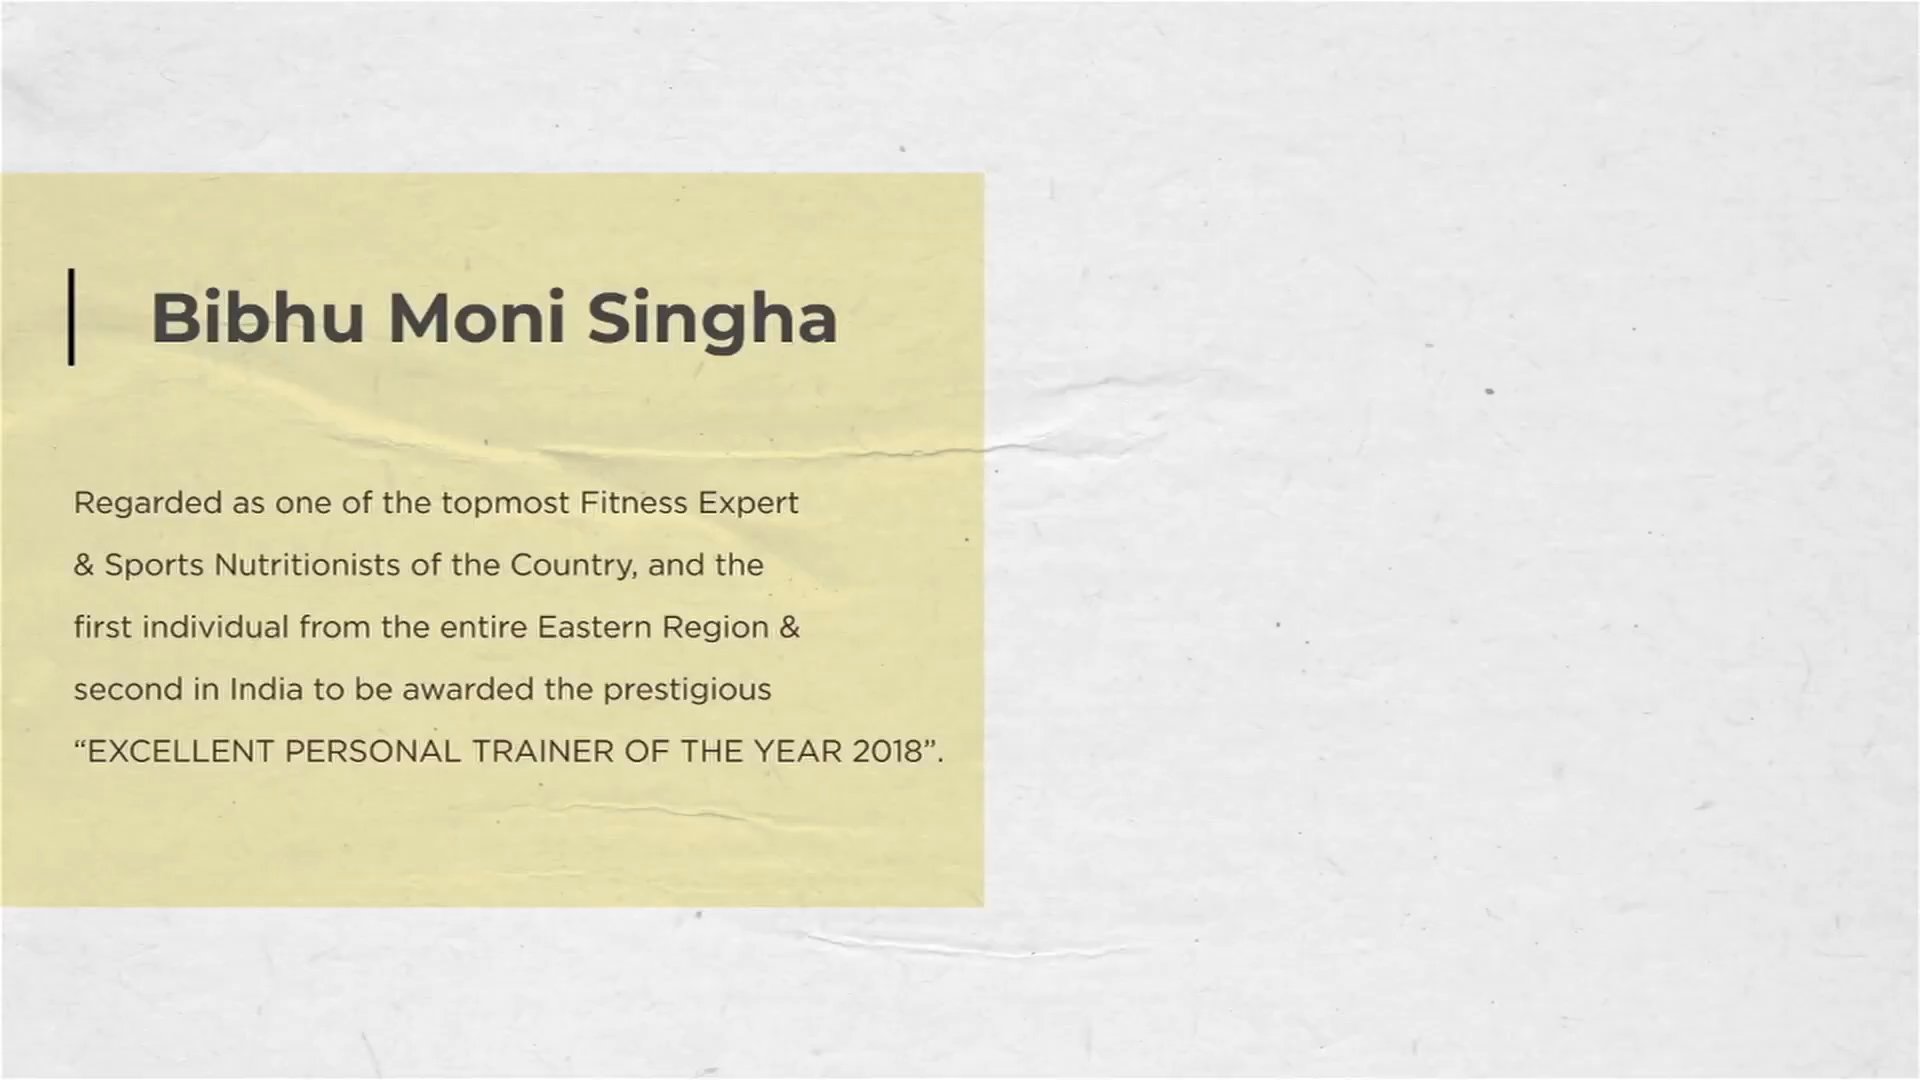 Bibhu Moni Singha
Regarded as one of the topmost Fitness Expert
& Sports Nutritionists of the Country, and the
first individual from the entire Eastern Region &
second in India to be awarded the prestigious
“EXCELLENT PERSONAL TRAINER OF THE YEAR 2018”.